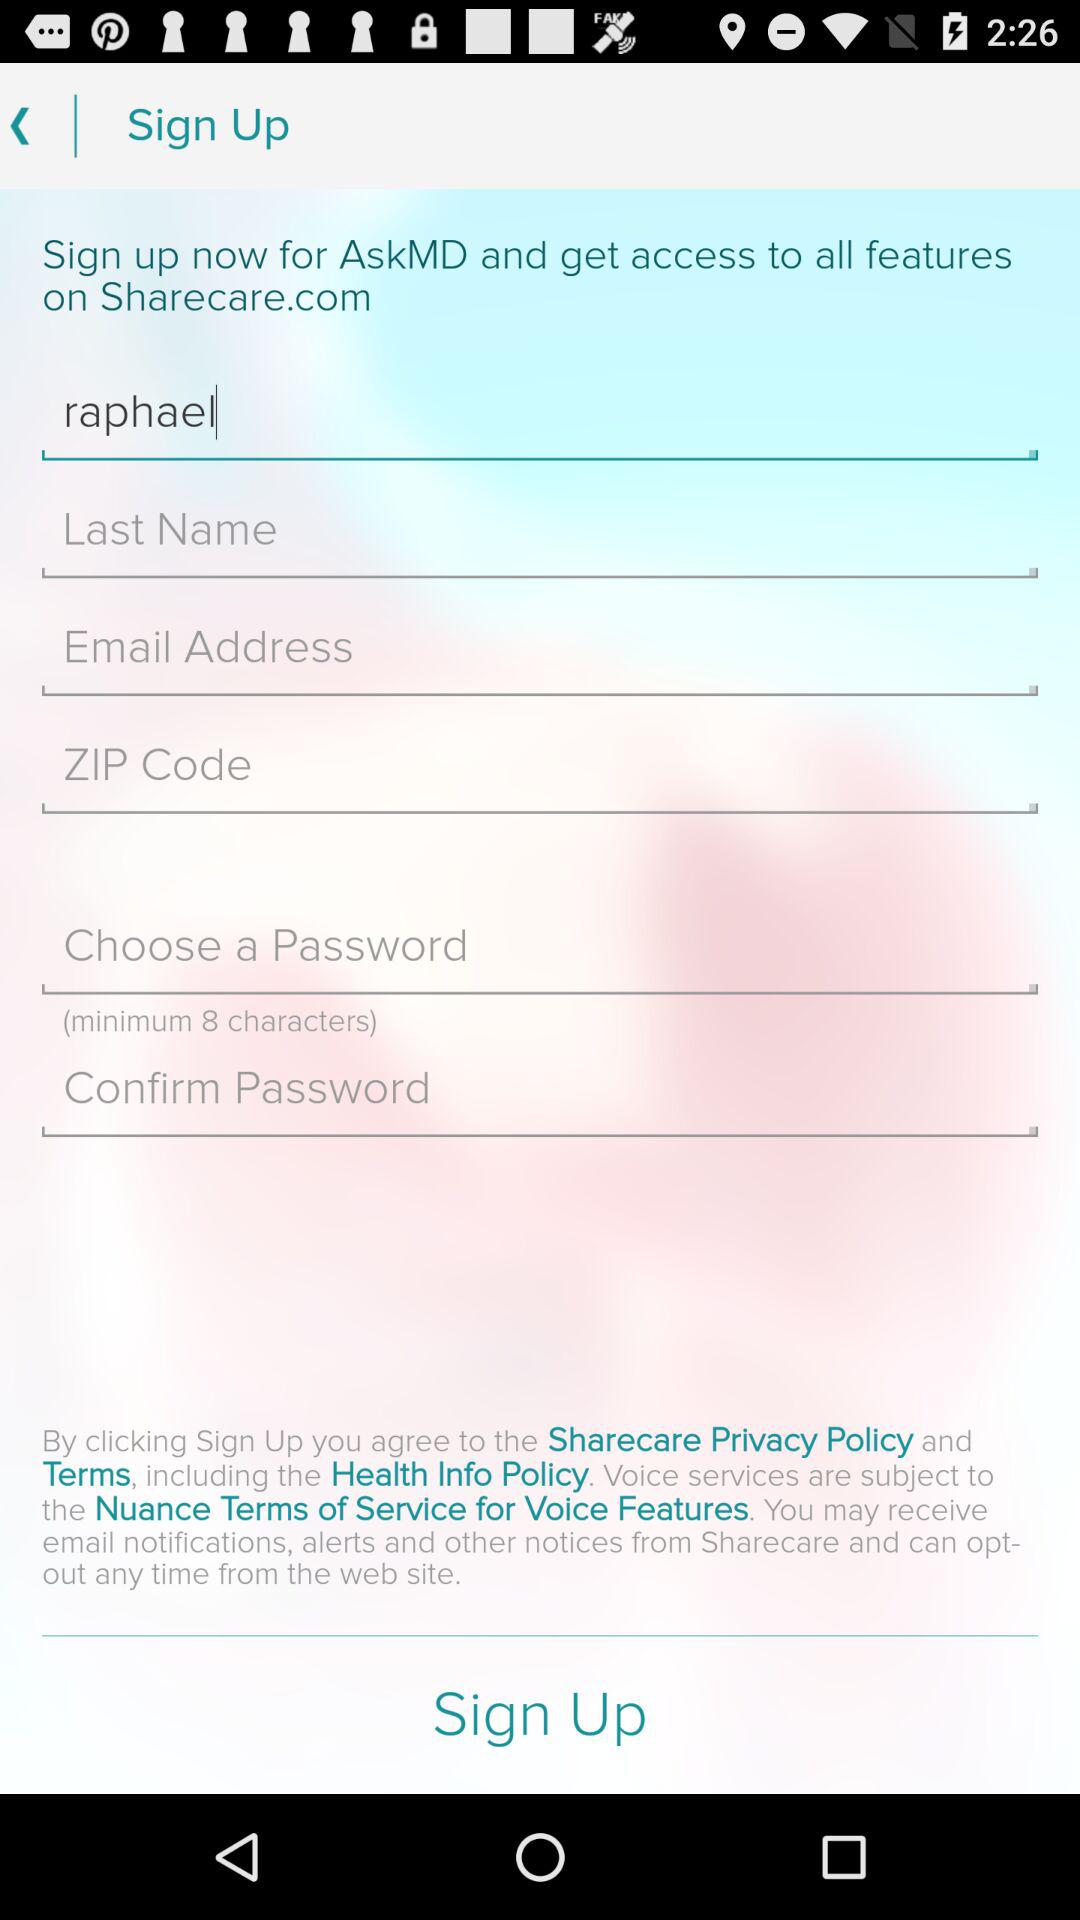 FAKE
2:26
Sign Up
Sign up now for AskMD and get access to all features
on Sharecare.com
raphael
Last Name
Email Address
ZIP Code
Choose a Password
(minimum 8 characters)
Confirm Password
By clicking Sign Up you agree to the Sharecare Privacy Policy and
Terms, including the Health Info Policy. Voice services are subject to
the Nuance Terms of Service for Voice Features. You may receive
email notifications, alerts and other notices from Sharecare and can opt-
out any time from the web site.
Sign Up